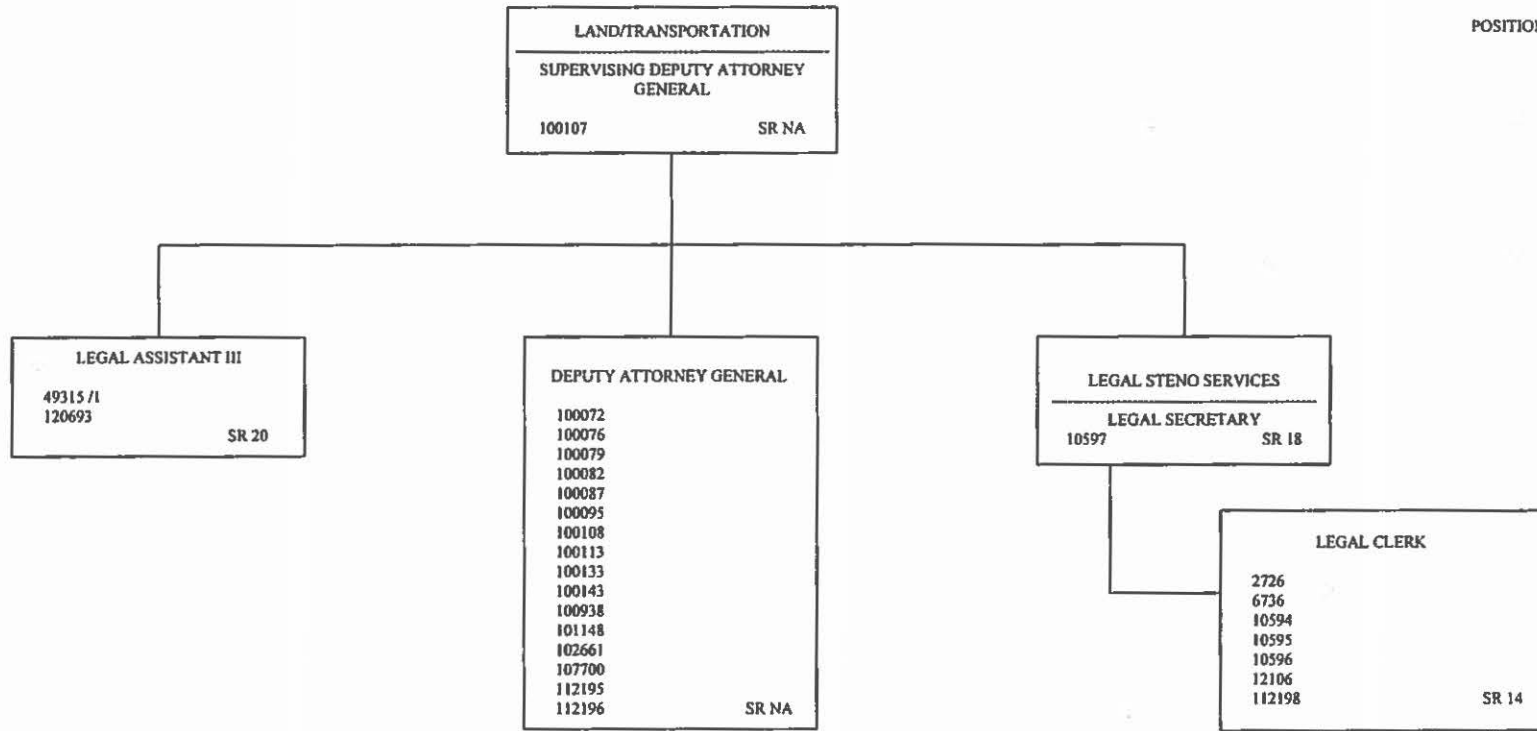 POSITION
LAND/TRANSPORTATION
SUPERVISING DEPUTY ATTORNEY
GENERAL
100107 SR NA
LEGAL ASSISTANT III
49315 /1
120693
SR 20
DEPUTY ATTORNEY GENERAL
100072
100076
100079
100082
100087
100095
100108
100113
100133
100143
100938
101148
102661
107700
112195
112196 SR NA
LEGAL STENO SERVICES
LEGAL SECRETARY
10597 SR 18
LEGAL CLERK
2726
6736
10594
10595
10596
12106
112198 SR 14